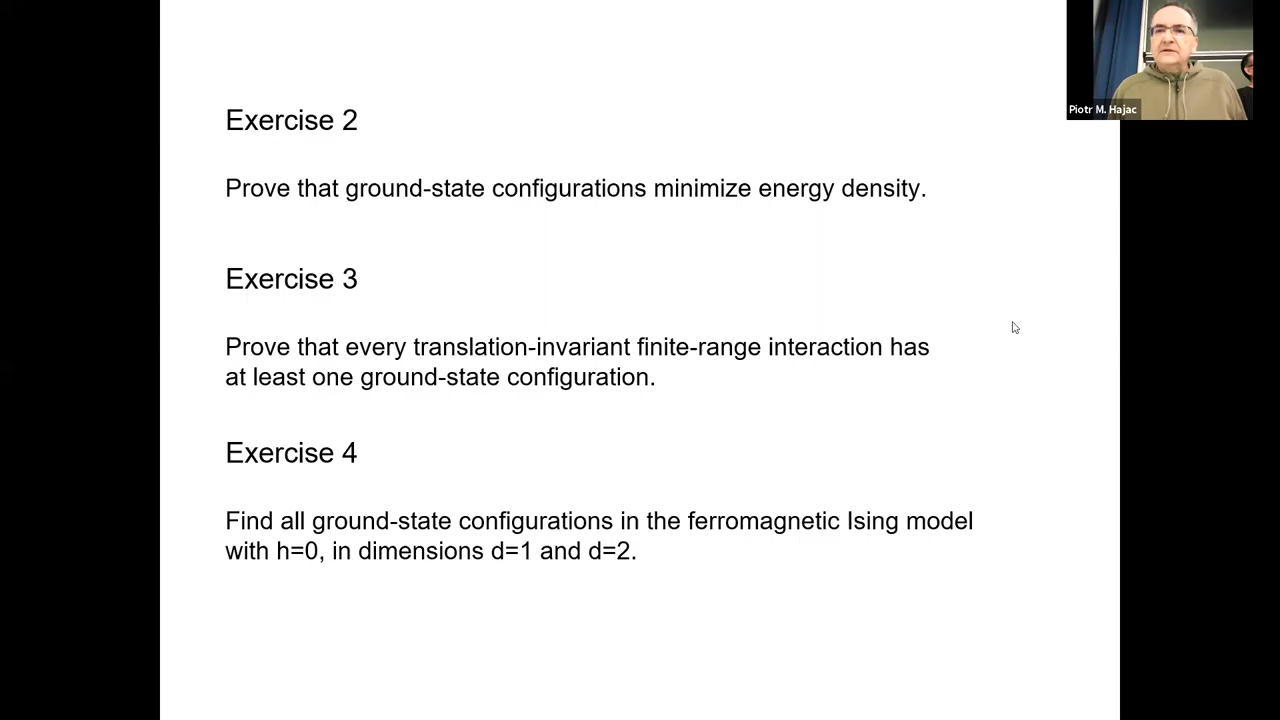 Piotr M. Hajac
Exercise 2
Prove that ground-state configurations minimize energy density.
Exercise 3
Prove that every translation-invariant finite-range interaction has
at least one ground-state configuration.
Exercise 4
Find all ground-state configurations in the ferromagnetic Ising model
with h=0, in dimensions d=1 and d=2.